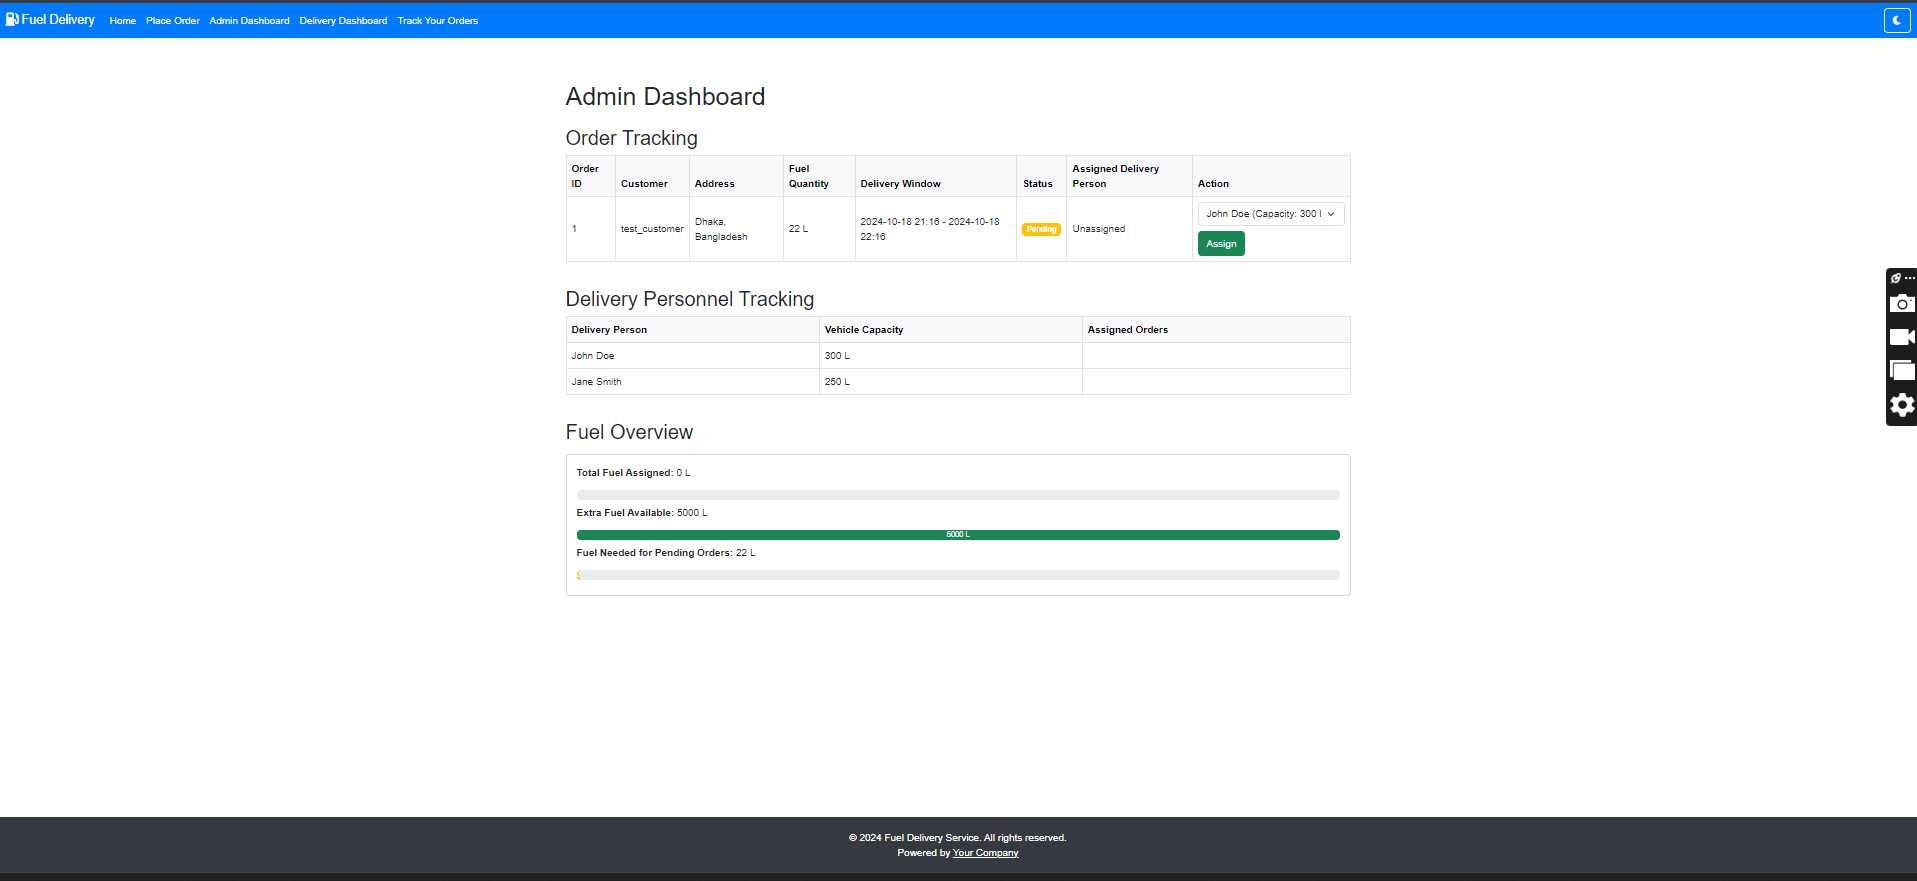 Fuel Delivery Home Place Order Admin Dashboard Delivery Dashboard Track Your Orders
Admin Dashboard
Order Tracking
Order ID Customer Address Fuel Quantity Delivery Window Status Assigned Delivery Person Action
1 test_customer Dhaka, Bangladesh 22 L 2024-10-18 21:16 - 2024-10-18 22:16 Pending Unassigned John Doe (Capacity: 300 l
Assign
Delivery Personnel Tracking
Delivery Person Vehicle Capacity Assigned Orders
John Doe 300 L
Jane Smith 250 L
Fuel Overview
Total Fuel Assigned: 0 L
Extra Fuel Available: 5000 L
5000 L
Fuel Needed for Pending Orders: 22 L
© 2024 Fuel Delivery Service. All rights reserved.
Powered by Your Company